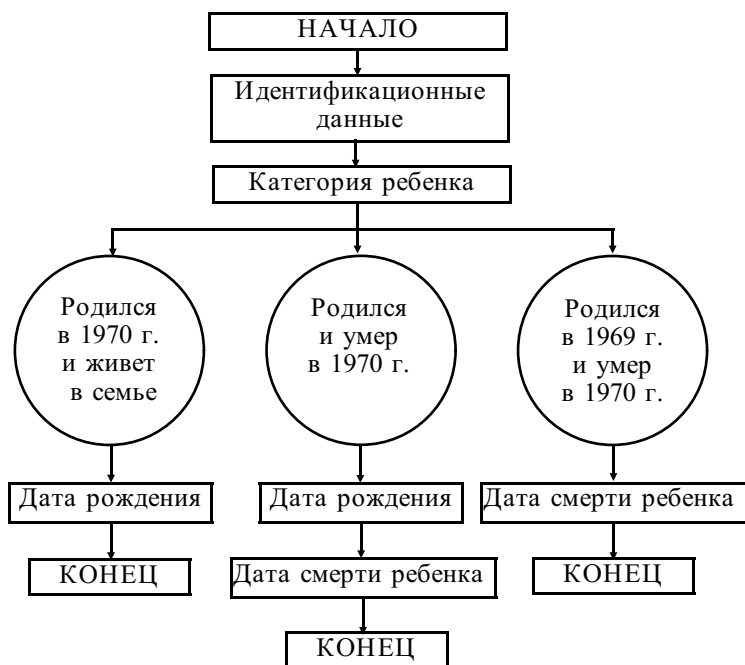 НАЧАЛО
Идентификационные
данные
Категория ребенка
Родился
в 1970 г.
и живет
в семье
Родился
и умер
в 1970 г.
Родился
в 1969 г.
и умер
в 1970 г.
Дата рождения
Дата рождения
Дата смерти ребенка
КОНЕЦ
Дата смерти ребенка
КОНЕЦ
КОНЕЦ